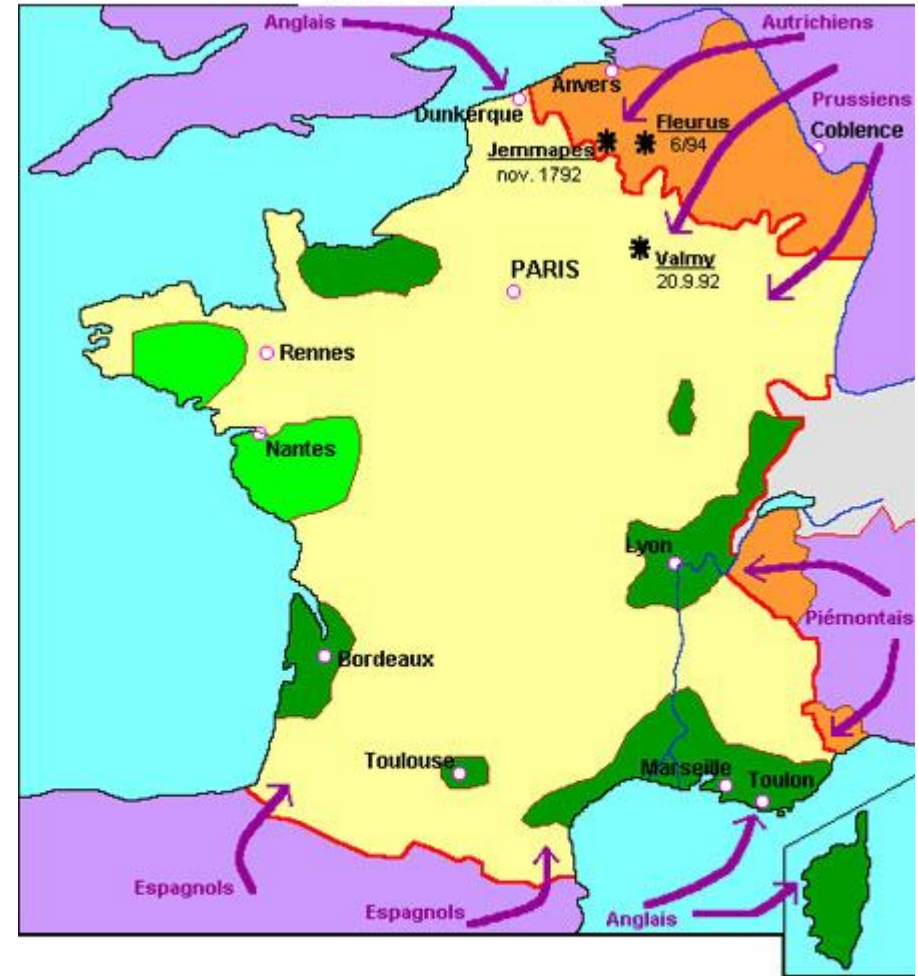 Anglais
Autrichiens
Anvers
Prussiens
Dunkerque
Fleurus
6/94
Coblence
Jemmapes
nov. 1792
Valmy
20.9.92
PARIS
Rennes
Nantes
Lyon
Piémontais
Bordeaux
Toulouse
Marseille
Toulon
Espagnols
Espagnols
Anglais